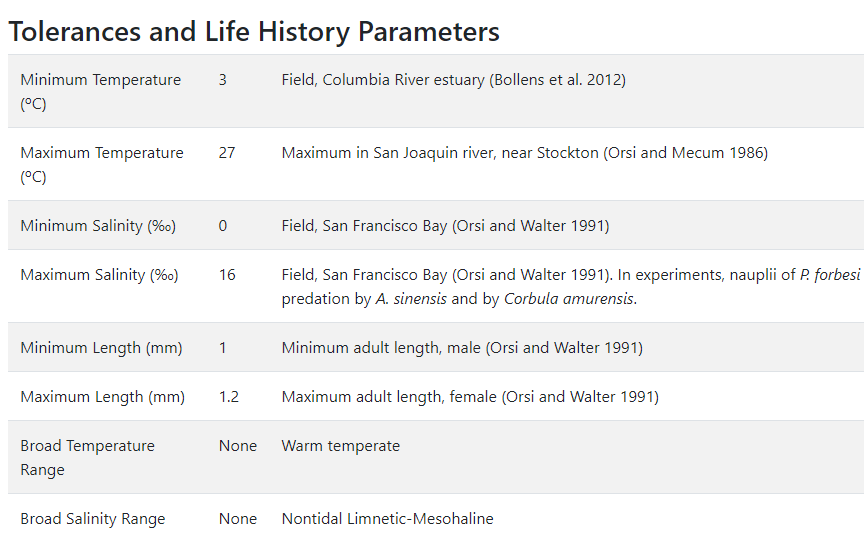 Tolerances and Life History Parameters
Minimum Temperature 3 Field, Columbia River estuary (Bollens et al. 2012)
(ºC)
Maximum Temperature 27 Maximum in San Joaquin river, near Stockton (Orsi and Mecum 1986)
(ºC)
Minimum Salinity (‰) 0 Field, San Francisco Bay (Orsi and Walter 1991)
Maximum Salinity (‰) 16 Field, San Francisco Bay (Orsi and Walter 1991). In experiments, nauplii of P. forbesi
predation by A. sinensis and by Corbula amurensis.
Minimum Length (mm) 1 Minimum adult length, male (Orsi and Walter 1991)
Maximum Length (mm) 1.2 Maximum adult length, female (Orsi and Walter 1991)
Broad Temperature None Warm temperate
Range
Broad Salinity Range None Nontidal Limnetic-Mesohaline